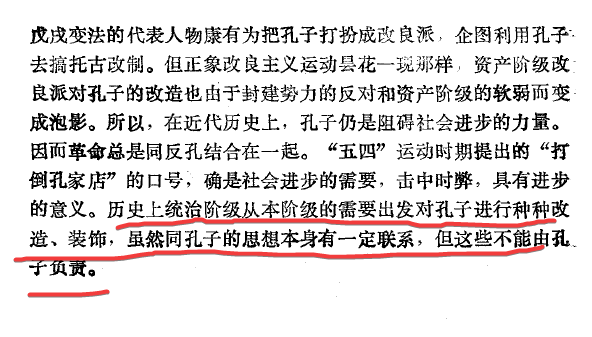 戊戌变法的代表人物康有为把孔子打扮成改良派，企图利用孔子
去搞托古改制。但正象改良主义运动昙花一现那样，资产阶级改
良派对孔子的改造也由于封建势力的反对和资产阶级的软弱而变
成泡影。所以，在近代历史上，孔子仍是阻碍社会进步的力量。
因而革命总是同反孔结合在一起。“五四”运动时期提出的“打
倒孔家店”的口号，确是社会进步的需要，击中时弊，具有进步
的意义。历史上统治阶级从本阶级的需要出发对孔子进行种种改
造、装饰，虽然同孔子的思想本身有一定联系，但这些不能由孔
子负责。